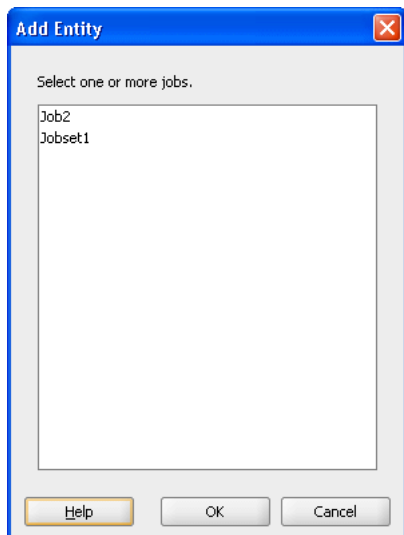 Add Entity
Select one or more jobs.
Job2
Jobset1
Help OK Cancel